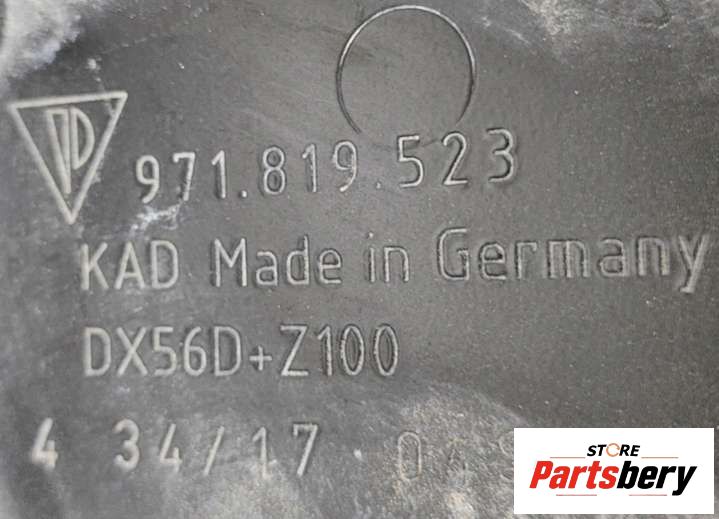 971.819.523
KAD Made in Germany
DX56D+Z100
4 34/17
STORE
Partsbery